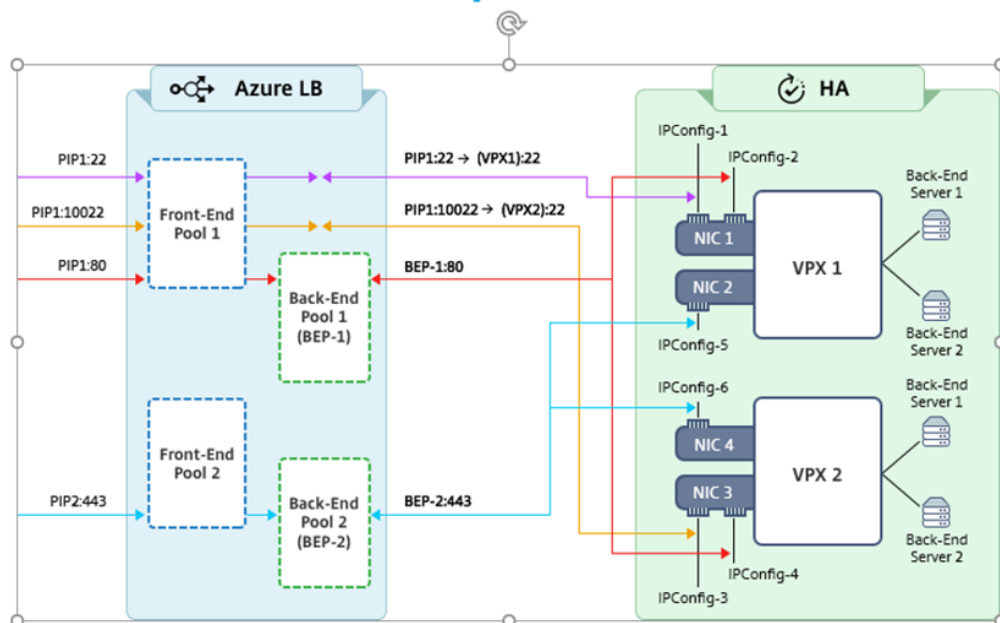 Azure LB
HA
PIP1:22
PIP1:10022
PIP1:80
PIP2:443
Front-End
Pool 1
Back-End
Pool 1
(BEP-1)
Front-End
Pool 2
Back-End
Pool 2
(BEP-2)
PIP1:22 → (VPX1):22
PIP1:10022 → (VPX2):22
BEP-1:80
BEP-2:443
IPConfig-1
IPConfig-2
NIC 1
NIC 2
IPConfig-5
VPX 1
Back-End
Server 1
Back-End
Server 2
IPConfig-6
NIC 4
NIC 3
IPConfig-4
IPConfig-3
VPX 2
Back-End
Server 1
Back-End
Server 2